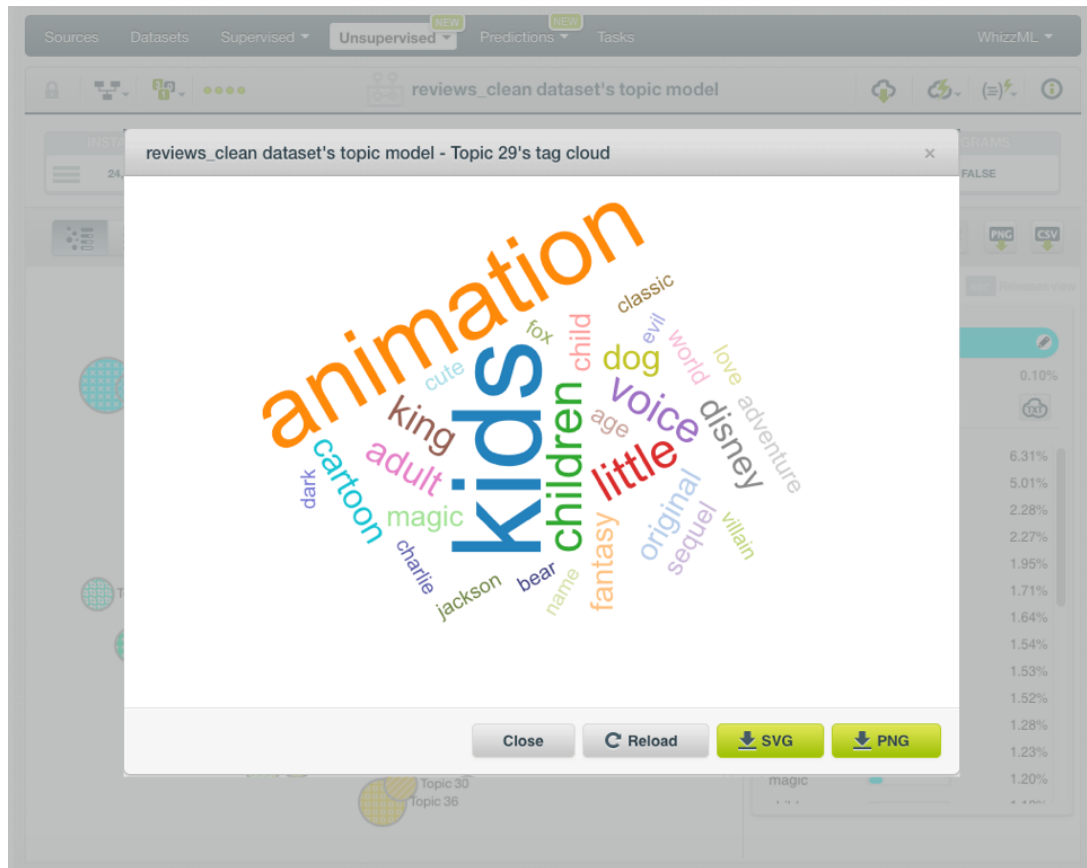 NEW
NEW
Sources Datasets Supervised Unsupervised Predictions Tasks WhizzML
reviews_clean dataset's topic model
reviews_clean dataset's topic model - Topic 29's tag cloud ×
24,
FALSE
PNG CSV
animation
classic
fox
child
evil
world
love
cute
kids
dog
king
voice
children
age
disney
adventure
adult
little
cartoon
dark
magic
original
fantasy
sequel
villain
charlie
bear
jackson
name
0.10%
TXT
6.31%
5.01%
2.28%
2.27%
1.95%
1.71%
1.64%
1.54%
1.53%
1.52%
1.28%
1.23%
magic 1.20%
Close Reload SVG PNG
Topic 30
Topic 36